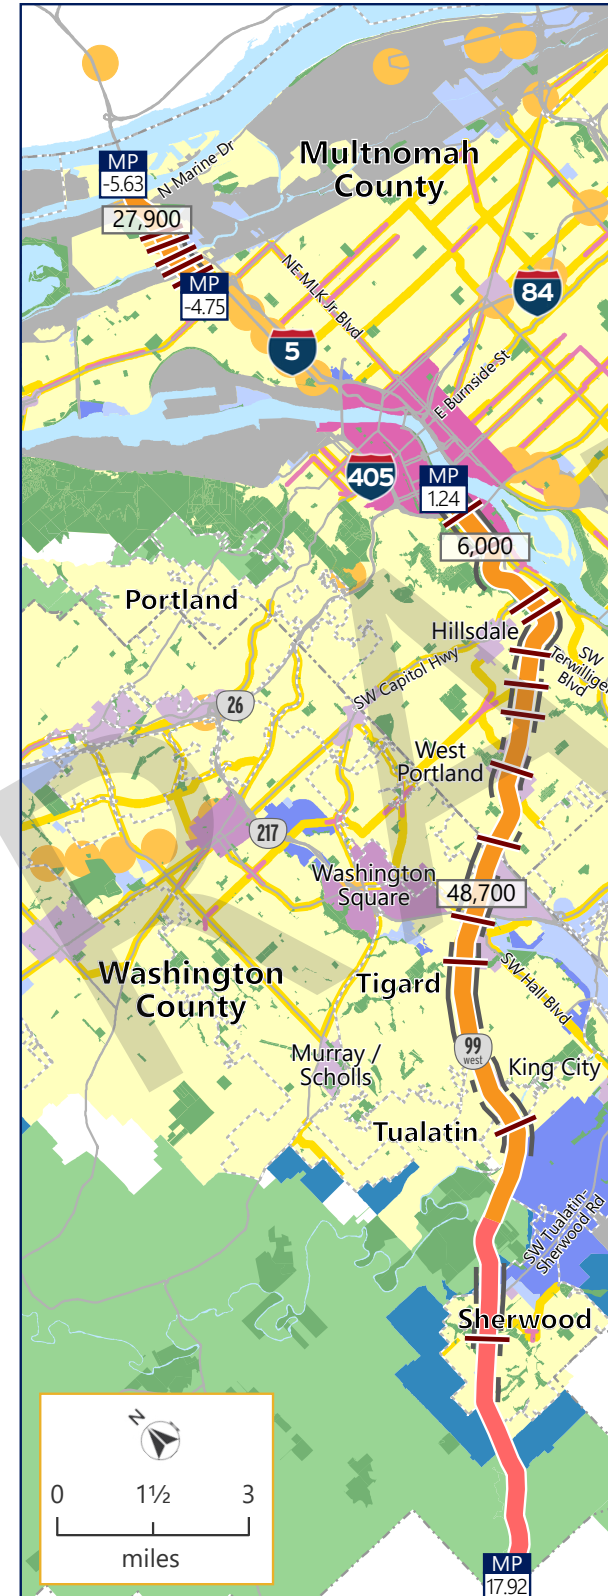 MP
-5.63
N Marine Dr
Multnomah
County
27,900
MP
-4.75
NE MLK Jr Blvd
84
5
E Burnside St
405
MP
1.24
6,000
Portland
Hillsdale
SW
Terwilliger
Blvd
SW Capitol Hwy
26
West
Portland
217
Washington
Square
48,700
Washington
County
Tigard
SW Hall Blvd
99
west
Murray /
Scholls
King City
Tualatin
SW Tualatin-
Sherwood Rd
Sherwood
N
0 1½ 3
miles
MP
17.92